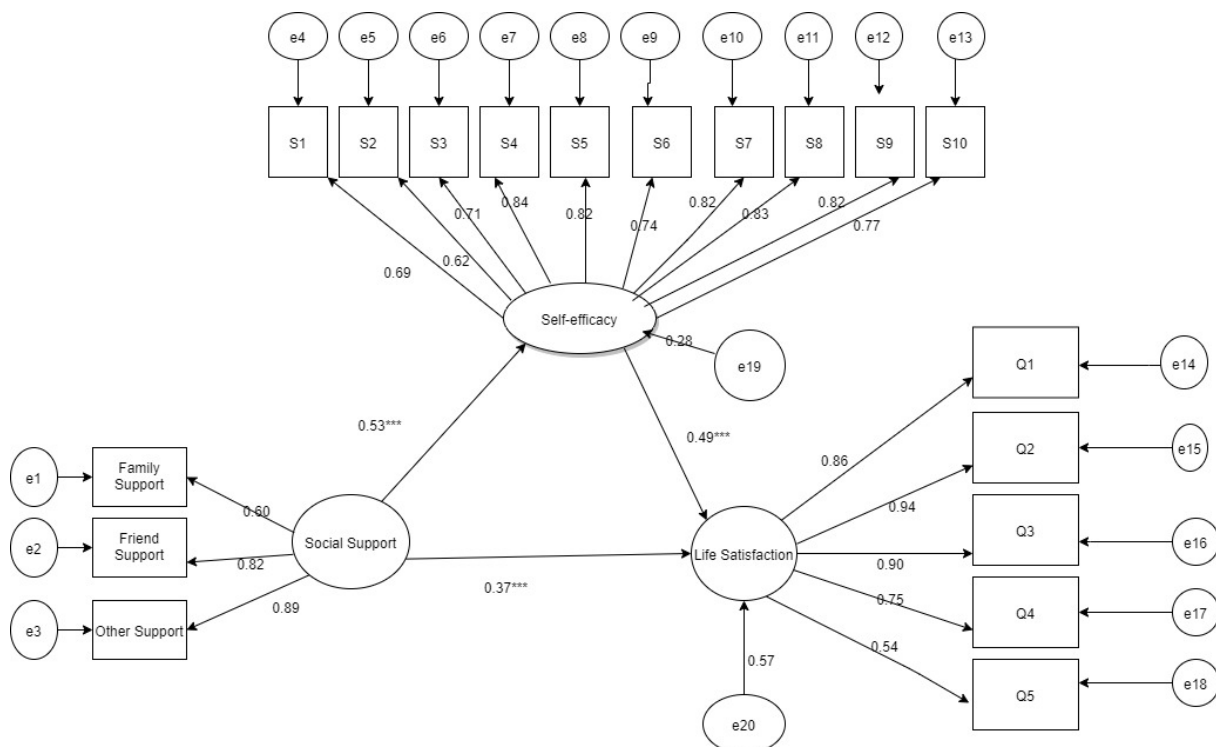 e4 e5 e6 e7 e8 e9 e10 e11 e12 e13
S1 S2 S3 S4 S5 S6 S7 S8 S9 S10
0.69 0.62 0.71 0.84 0.82 0.74 0.82 0.83 0.82 0.77
Self-efficacy
0.28
e19
0.53***
0.49***
e1
Family
Support
0.60
e2
Friend
Support
0.82
e3
Other Support
0.89
Social Support
0.37***
Life Satisfaction
0.57
e20
0.86
Q1
e14
0.94
Q2
e15
0.90
Q3
e16
0.75
Q4
e17
0.54
Q5
e18